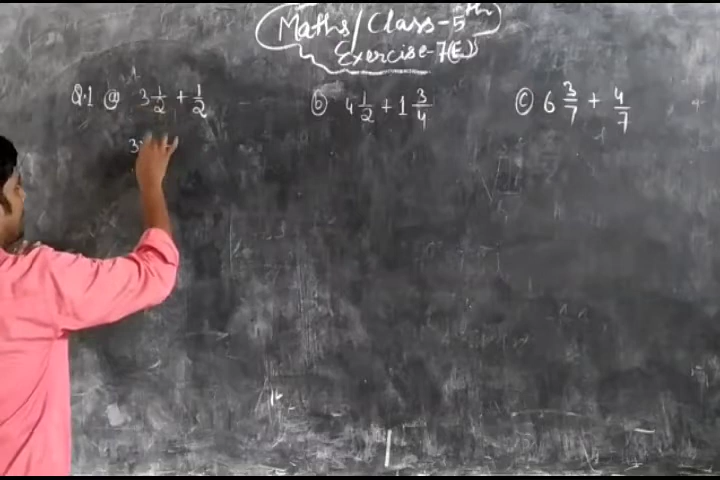 Maths/Class-5th
Exercise-7(E)
Q.1 (a) 3 1/2 + 1/2 (b) 4 1/2 + 1 3/4 (c) 6 3/7 + 4/7
3